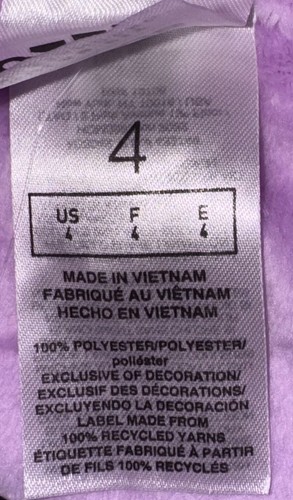 4
US F E
4 4 4
MADE IN VIETNAM
FABRIQUÉ AU VIÊTNAM
HECHO EN VIETNAM
100% POLYESTER/POLYESTER/
poliéster
EXCLUSIVE OF DECORATION/
EXCLUSIF DES DÉCORATIONS/
EXCLUYENDO LA DECORACIÓN
LABEL MADE FROM
100% RECYCLED YARNS
ÉTIQUETTE FABRIQUÉ À PARTIR
DE FILS 100% RECYCLÉS